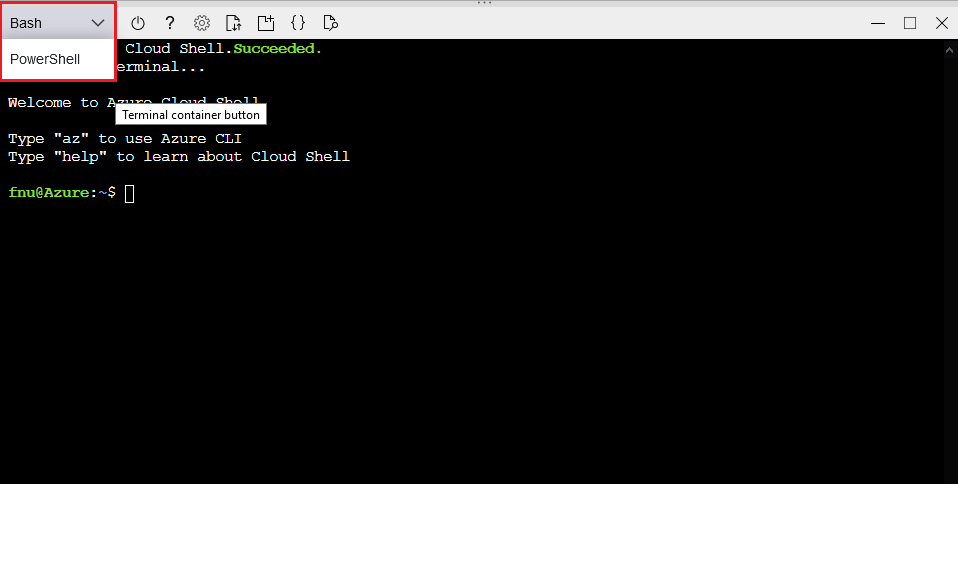 Bash
?
{}
PowerShell
Cloud Shell.Succeeded.
erminal...
Welcome to Azure Cloud Shell
Terminal container button
Type "az" to use Azure CLI
Type "help" to learn about Cloud Shell
fnu@Azure:~$